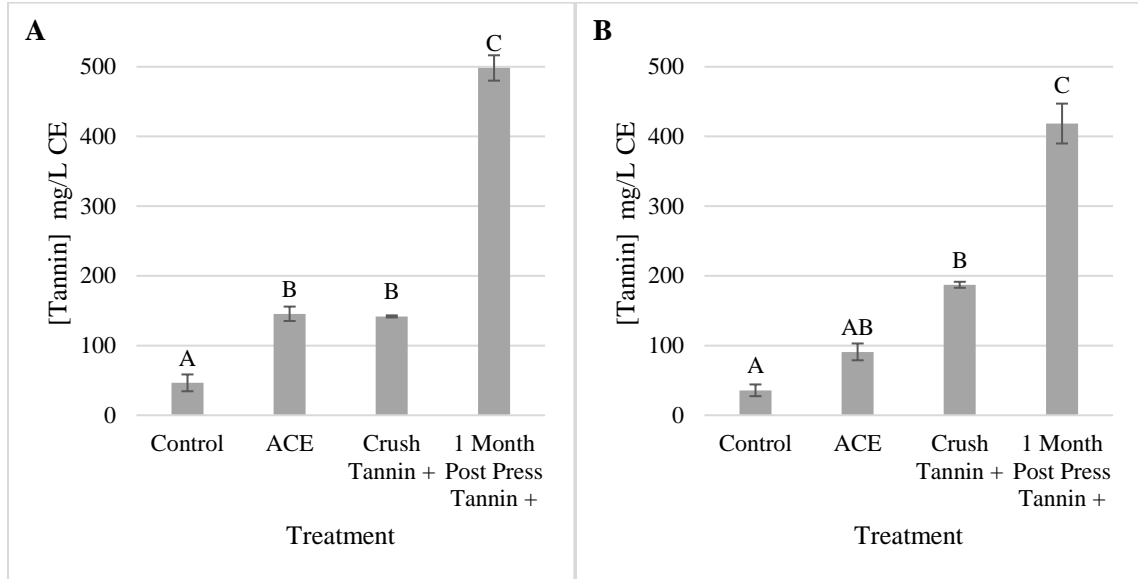 A
[Tannin] mg/L CE
500
400
300
200
100
0
A
B
B
C
Control
ACE
Crush
Tannin +
1 Month
Post Press
Tannin +
Treatment
B
[Tannin] mg/L CE
500
400
300
200
100
0
A
AB
B
C
Control
ACE
Crush
Tannin +
1 Month
Post Press
Tannin +
Treatment